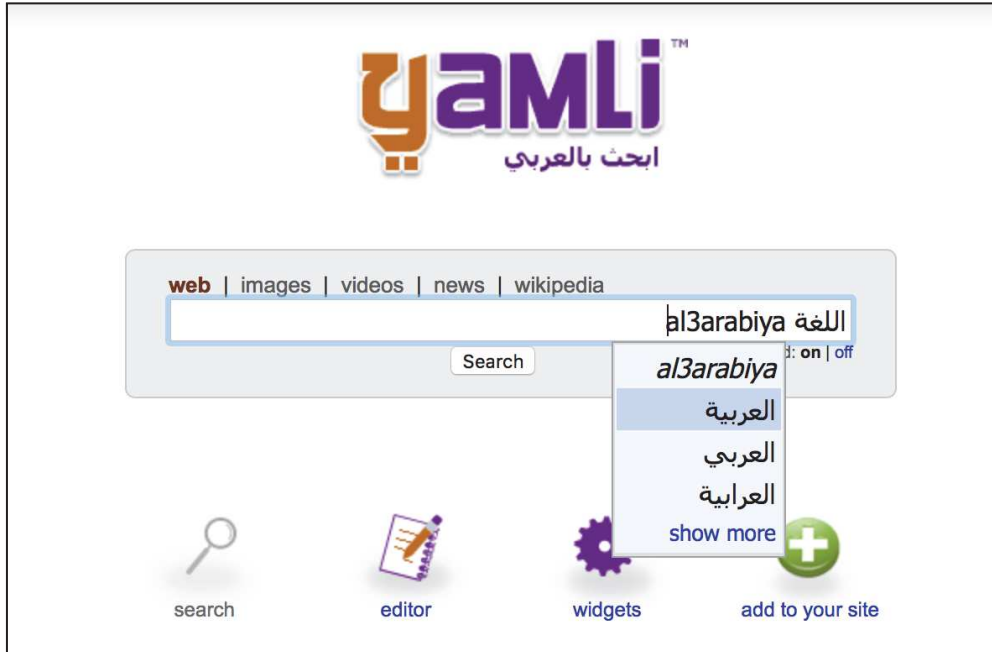 yamli™
ابحث بالعربي
web | images | videos | news | wikipedia
اللغة al3arabiya
d: on | off
Search
al3arabiya
العربية
العربي
العرابية
show more
search
editor
widgets
add to your site